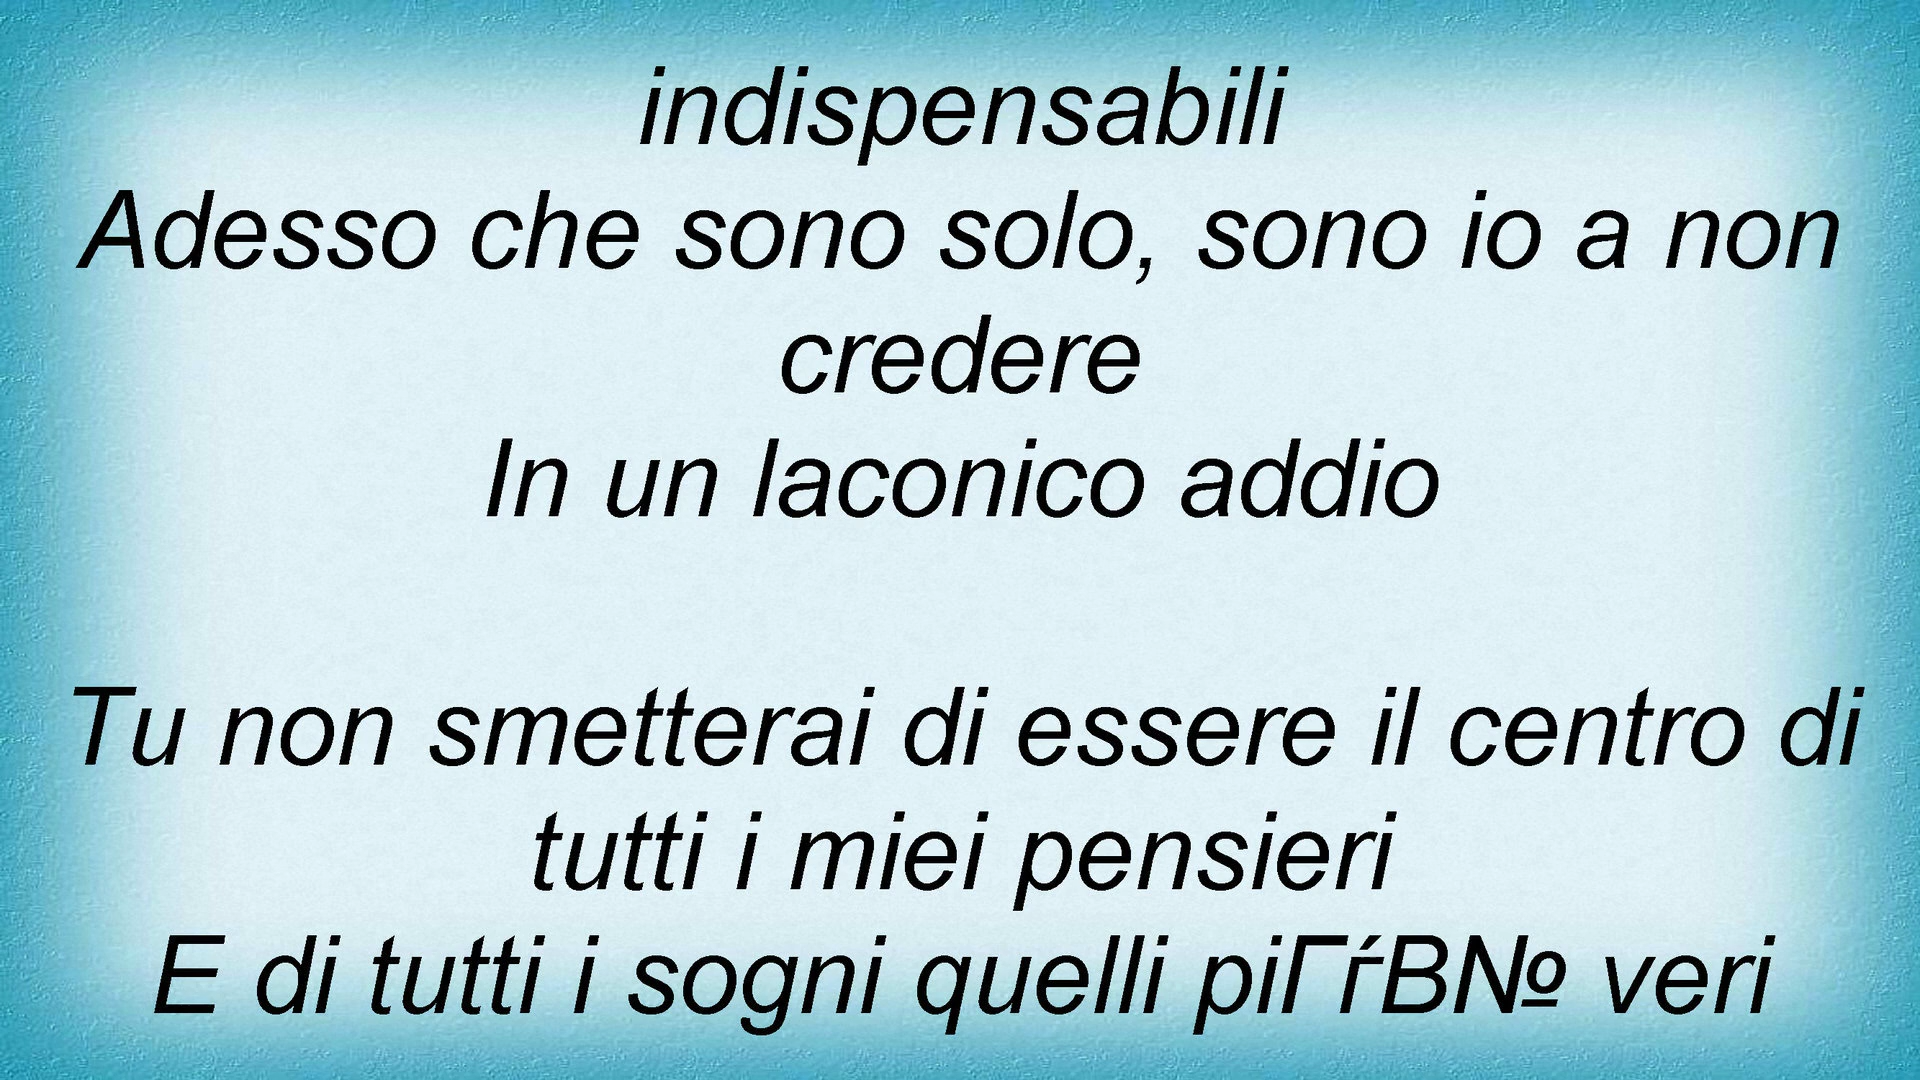 indispensabili
Adesso che sono solo, sono io a non
credere
In un laconico addio
Tu non smetterai di essere il centro di
tutti i miei pensieri
E di tutti i sogni quelli piГѓВ№ veri